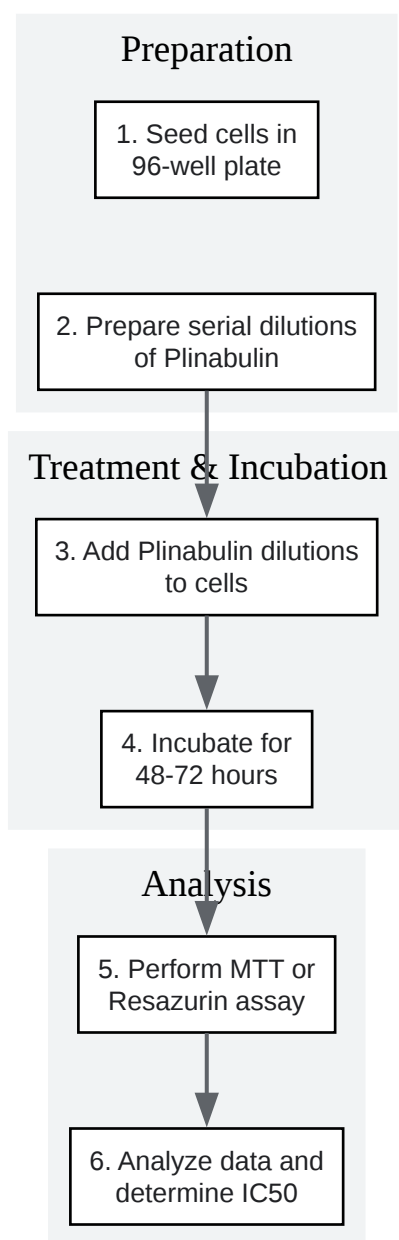 Preparation
1. Seed cells in
96-well plate
2. Prepare serial dilutions
of Plinabulin
Treatment & Incubation
3. Add Plinabulin dilutions
to cells
4. Incubate for
48-72 hours
Analysis
5. Perform MTT or
Resazurin assay
6. Analyze data and
determine IC50